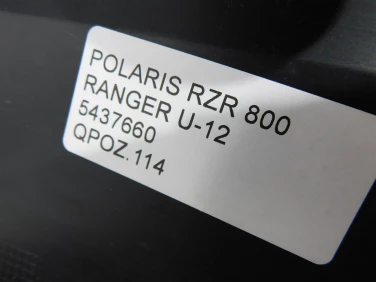 POLARIS RZR 800
RANGER U-12
5437660
QPOZ.114